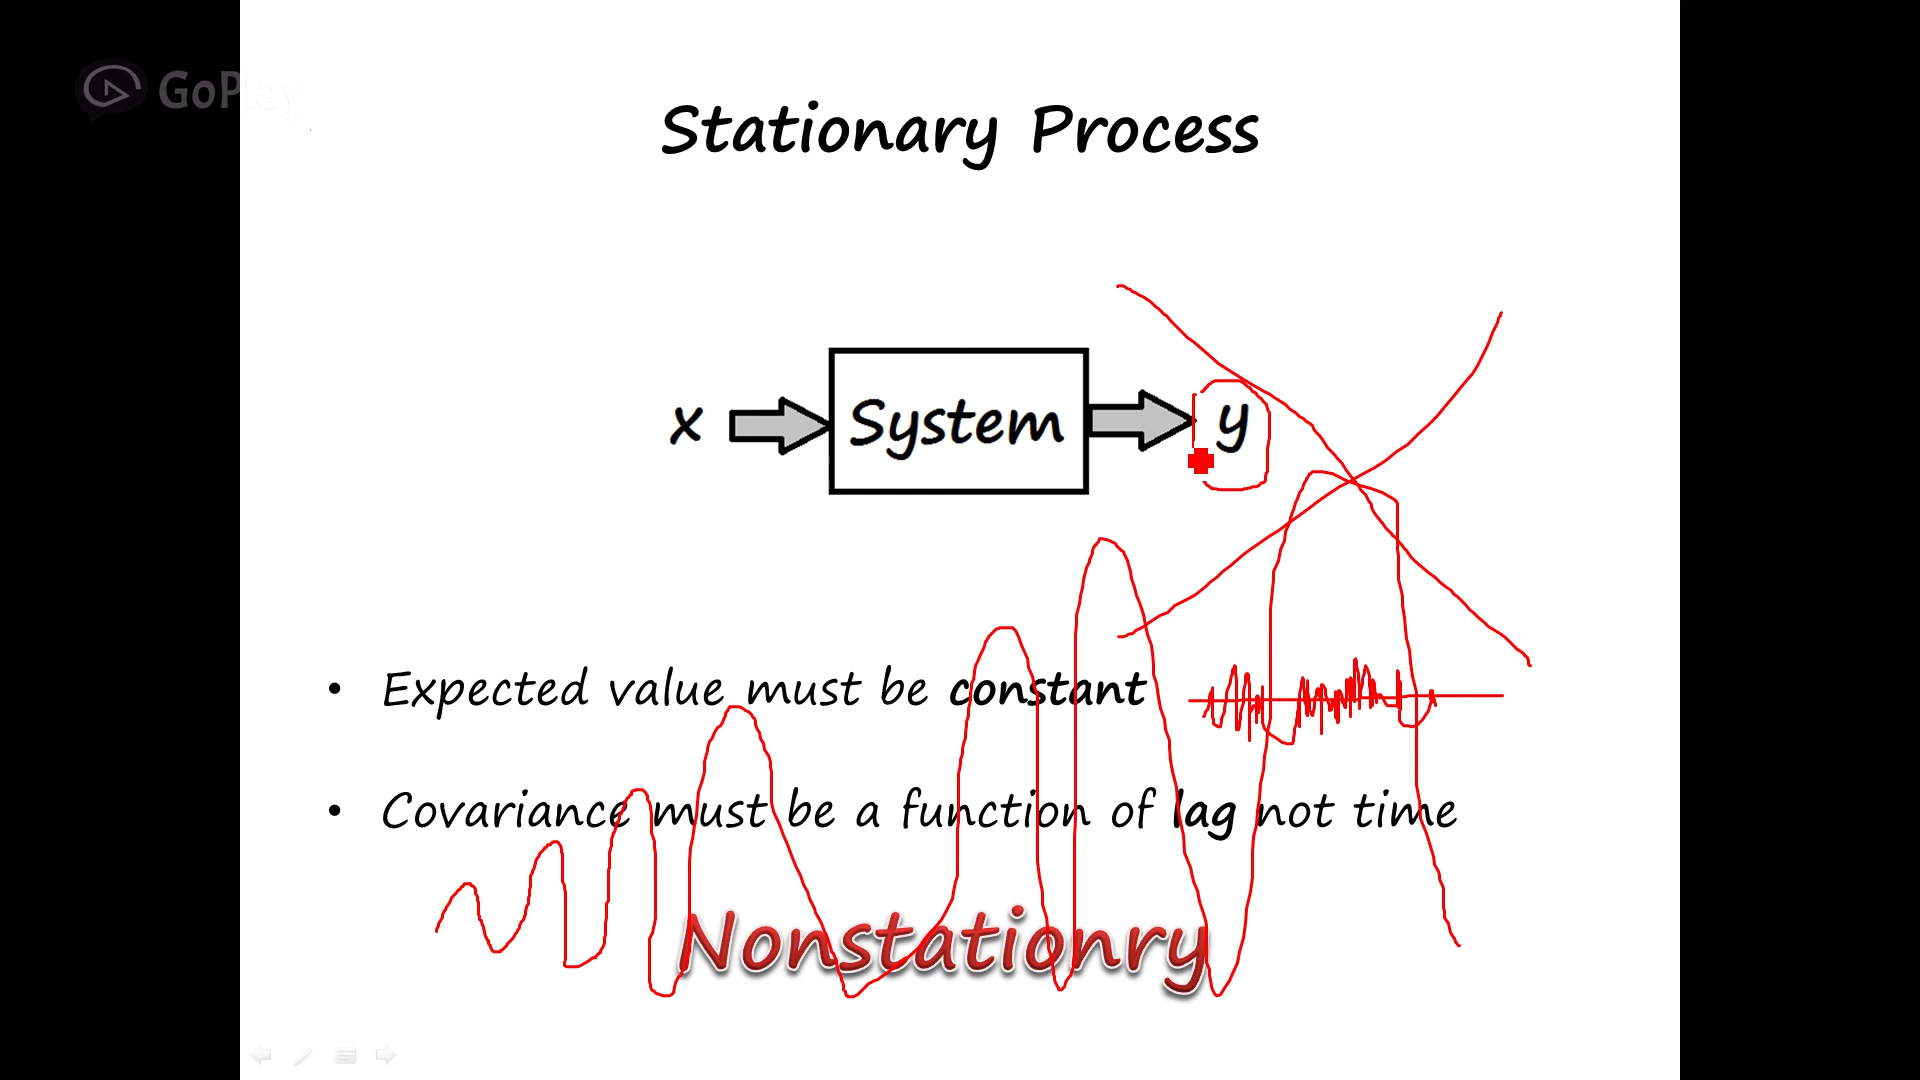 GoPlay
Stationary Process
x System y
• Expected value must be constant
• Covariance must be a function of lag not time
Nonstationry